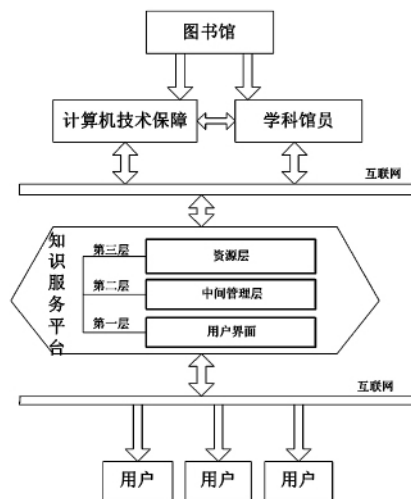 图书馆
计算机技术保障
学科馆员
互联网
知识服务平台
第三层
资源层
第二层
中间管理层
第一层
用户界面
互联网
用户
用户
用户